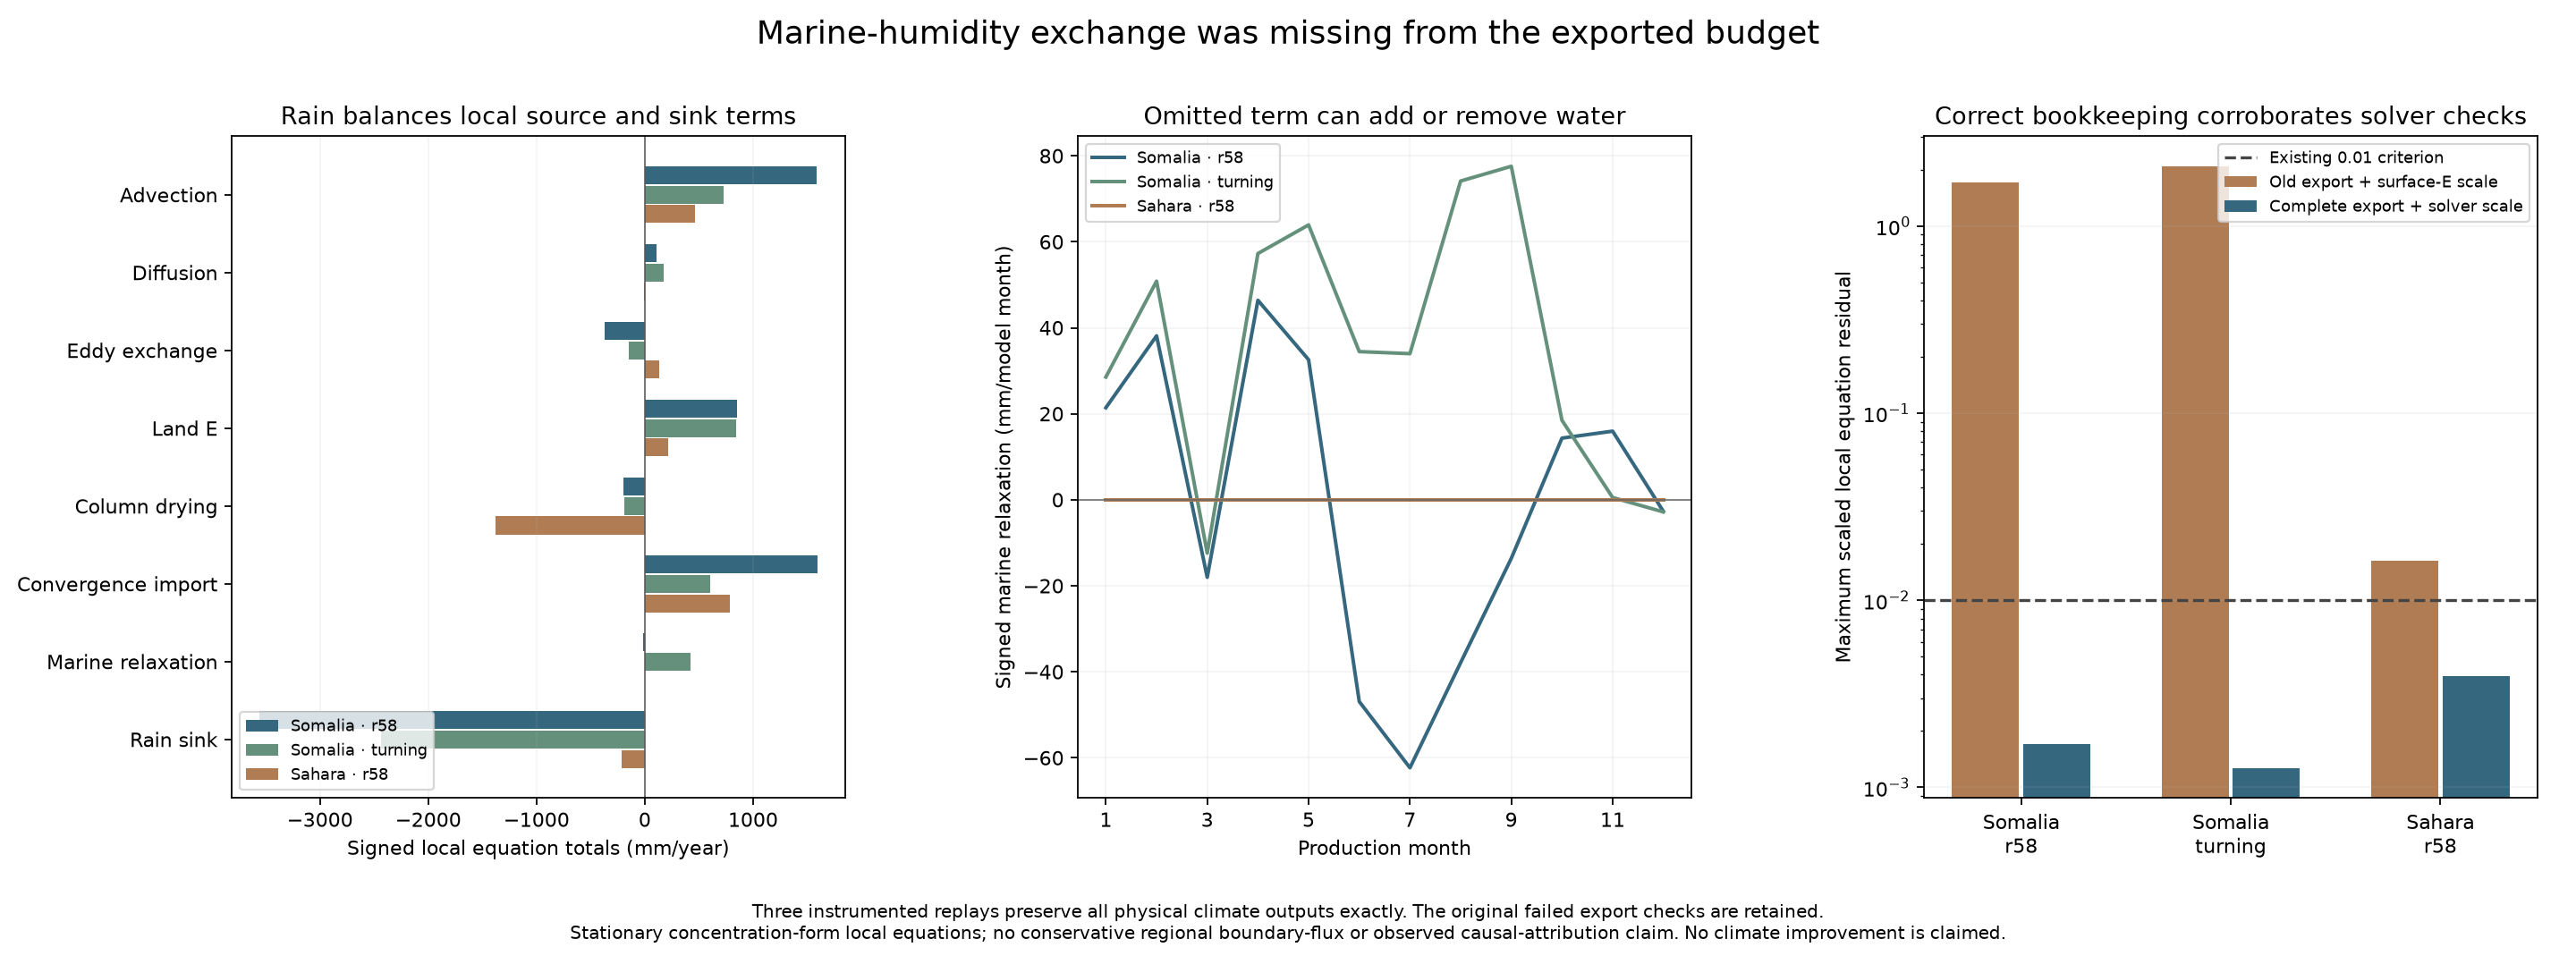 Marine-humidity exchange was missing from the exported budget
Rain balances local source and sink terms
Advection
Diffusion
Eddy exchange
Land E
Column drying
Convergence import
Marine relaxation
Rain sink
Somalia · r58
Somalia · turning
Sahara · r58
−3000
−2000
−1000
0
1000
Signed local equation totals (mm/year)
Omitted term can add or remove water
Somalia · r58
Somalia · turning
Sahara · r58
Signed marine relaxation (mm/model month)
80
60
40
20
0
−20
−40
−60
1
3
5
7
9
11
Production month
Correct bookkeeping corroborates solver checks
Existing 0.01 criterion
Old export + surface-E scale
Complete export + solver scale
Maximum scaled local equation residual
10⁰
10⁻¹
10⁻²
10⁻³
Somalia
r58
Somalia
turning
Sahara
r58
Three instrumented replays preserve all physical climate outputs exactly. The original failed export checks are retained.
Stationary concentration-form local equations; no conservative regional boundary-flux or observed causal-attribution claim. No climate improvement is claimed.